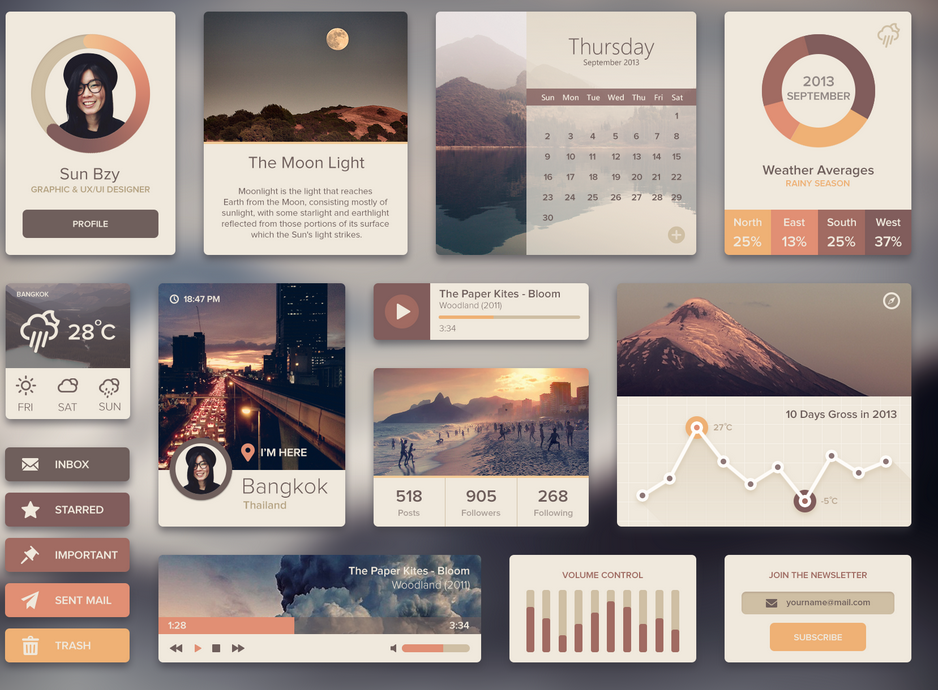 Sun Bzy
GRAPHIC & UX/UI DESIGNER
PROFILE
The Moon Light
Moonlight is the light that reaches
Earth from the Moon, consisting mostly of
sunlight, with some starlight and earthlight
reflected from those portions of its surface
which the Sun's light strikes.
Thursday
September 2013
Sun Mon Tue Wed Thu Fri Sat
1
2 3 4 5 6 7 8
9 10 11 12 13 14 15
16 17 18 19 20 21 22
23 24 25 26 27 28 29
30
2013
SEPTEMBER
Weather Averages
RAINY SEASON
North East South West
25% 13% 25% 37%
BANGKOK
28°C
FRI SAT SUN
18:47 PM
I'M HERE
Bangkok
Thailand
The Paper Kites - Bloom
Woodland (2011)
3:34
518 905 268
Posts Followers Following
10 Days Gross in 2013
27°C
-5°C
INBOX
STARRED
IMPORTANT
SENT MAIL
TRASH
The Paper Kites - Bloom
Woodland (2011)
1:28 3:34
VOLUME CONTROL
JOIN THE NEWSLETTER
yourname@mail.com
SUBSCRIBE